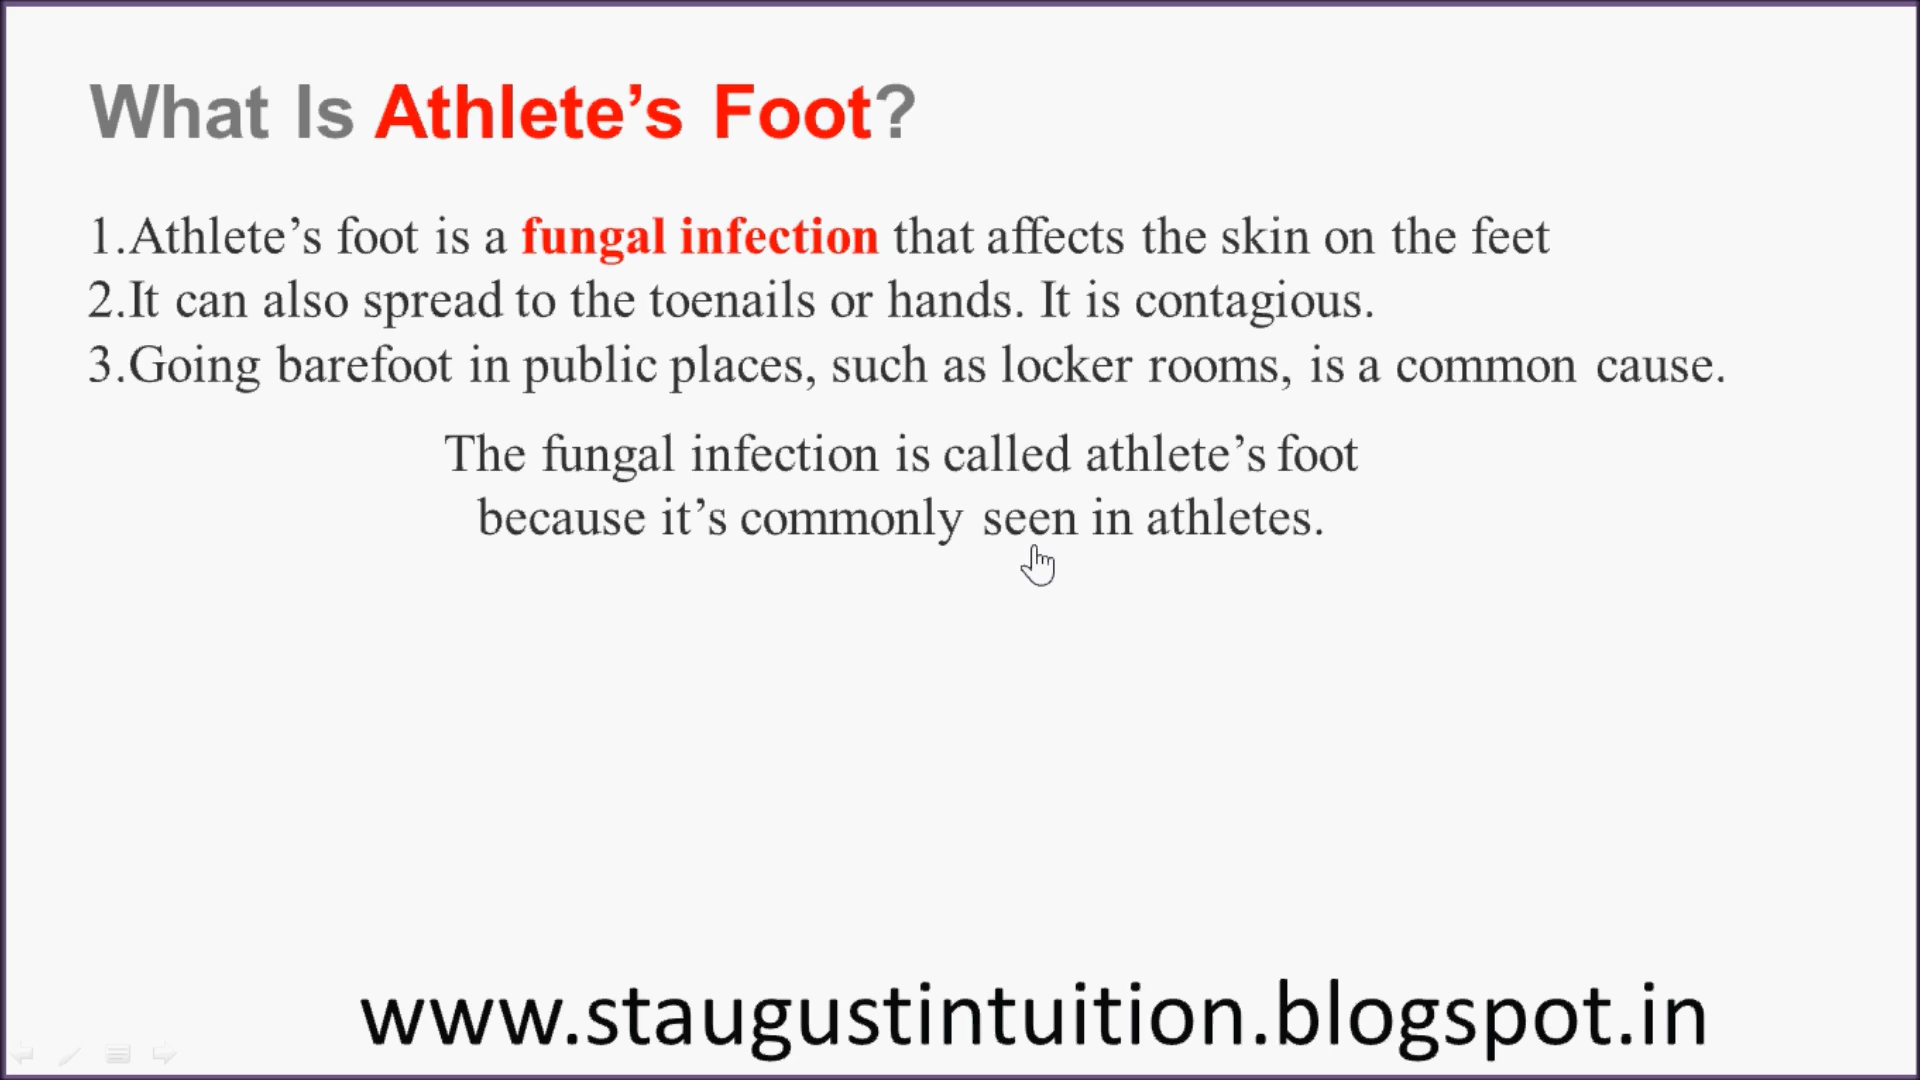 What Is Athlete’s Foot?
1.Athlete’s foot is a fungal infection that affects the skin on the feet
2.It can also spread to the toenails or hands. It is contagious.
3.Going barefoot in public places, such as locker rooms, is a common cause.
The fungal infection is called athlete’s foot
because it’s commonly seen in athletes.
www.staugustintuition.blogspot.in